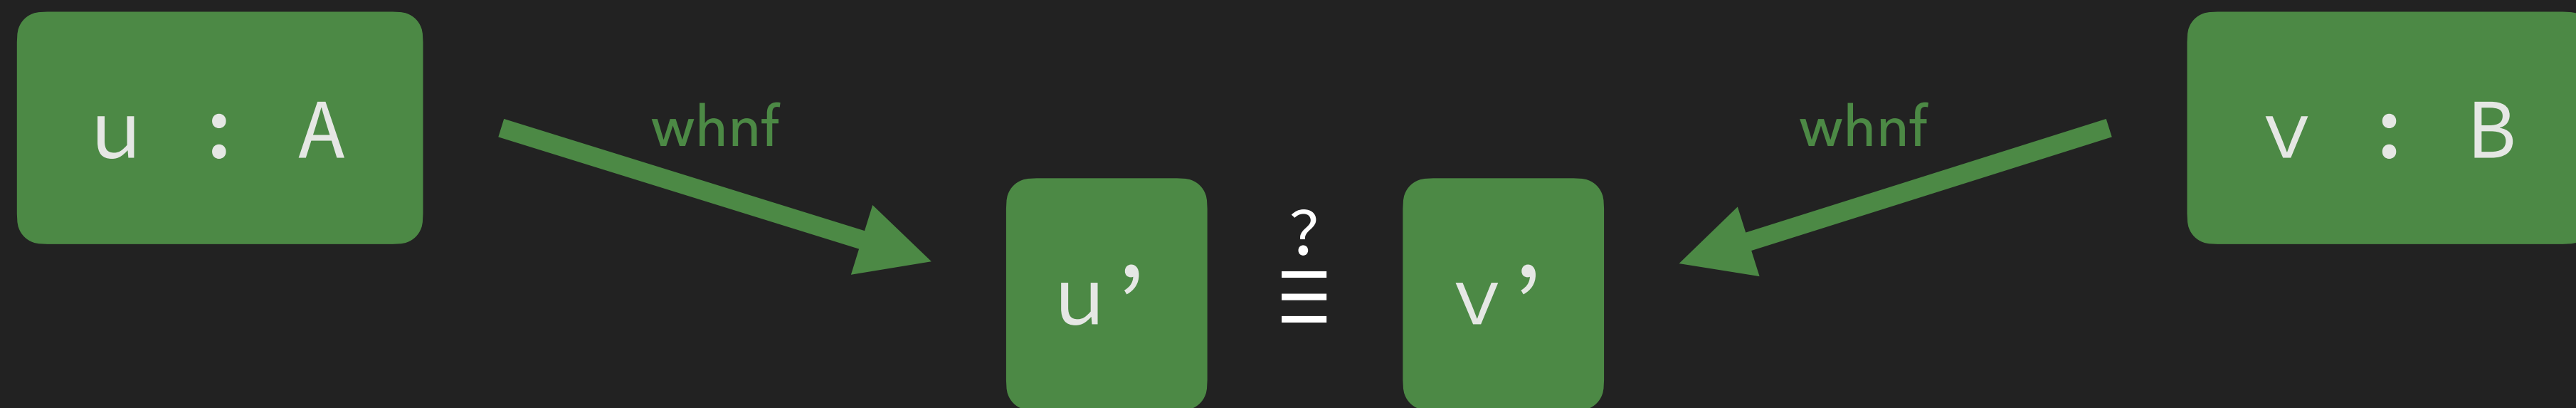 u : A
whnf
whnf
v : B
u’
?
≡
v’